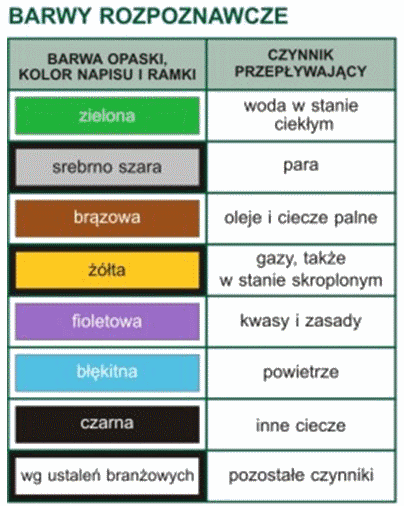 BARWY ROZPOZNAWCZE
BARWA OPASKI,
KOLOR NAPISU I RAMKI
CZYNNIK
PRZEPŁYWAJĄCY
zielona
woda w stanie
ciekłym
srebrno szara
para
brązowa
oleje i ciecze palne
żółta
gazy, także
w stanie skroplonym
fioletowa
kwasy i zasady
błękitna
powietrze
czarna
inne ciecze
wg ustaleń branżowych
pozostałe czynniki